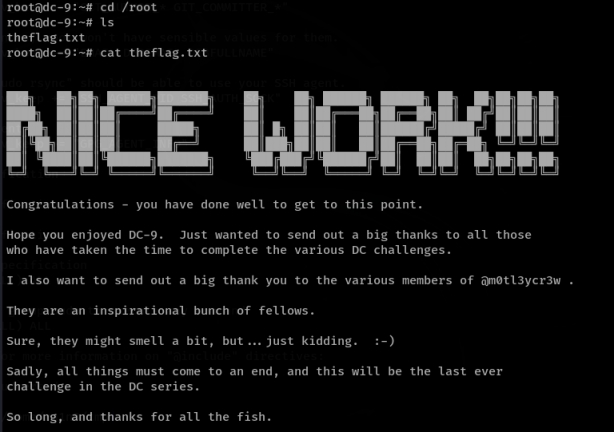 root@dc-9:~# cd /root
root@dc-9:~# ls
theflag.txt
root@dc-9:~# cat theflag.txt
NICE WORK!!!
Congratulations - you have done well to get to this point.
Hope you enjoyed DC-9.  Just wanted to send out a big thanks to all those
who have taken the time to complete the various DC challenges.
I also want to send out a big thank you to the various members of @m0tl3ycr3w .
They are an inspirational bunch of fellows.
Sure, they might smell a bit, but...just kidding.  :-)
Sadly, all things must come to an end, and this will be the last ever
challenge in the DC series.
So long, and thanks for all the fish.